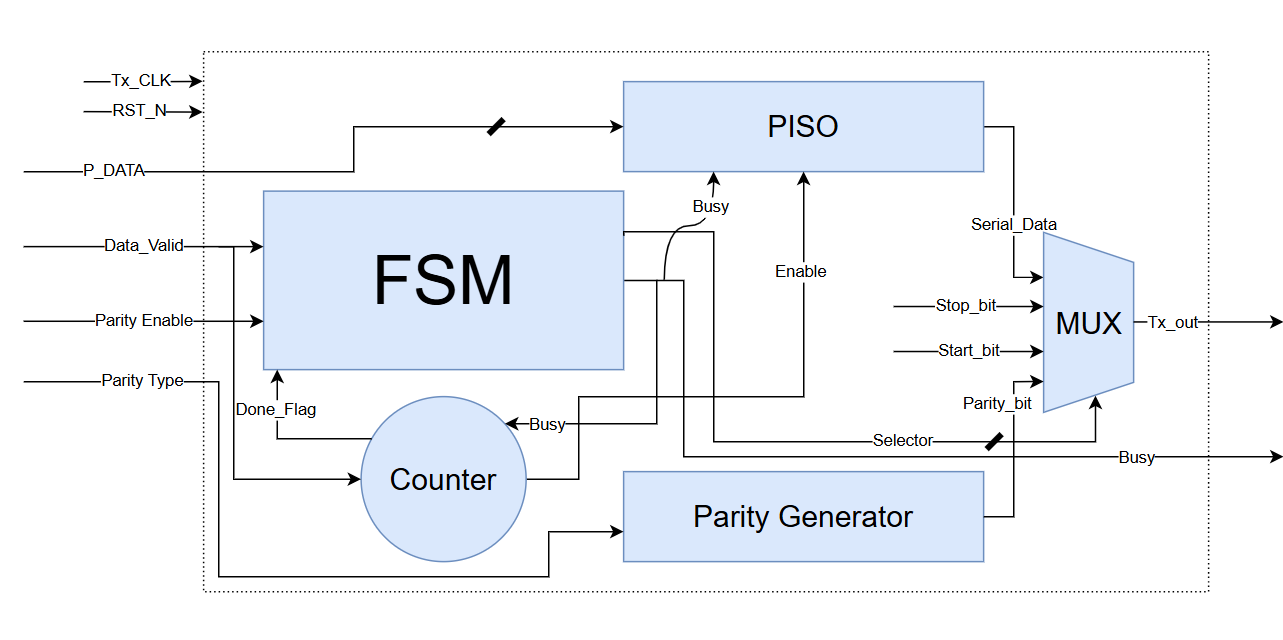 Tx_CLK
RST_N
PISO
P_DATA
Busy
Serial_Data
Data_Valid
Enable
FSM
Stop_bit
Parity Enable
MUX
Tx_out
Start_bit
Parity Type
Parity_bit
Done_Flag
Busy
Selector
Busy
Counter
Parity Generator